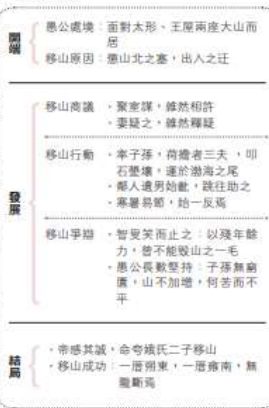 開端
愚公處境：面對太形、王屋兩座大山而
居
移山原因：懲山北之塞，出入之迂
發展
移山商議
・聚室謀，雜然相許
・妻疑之，雜然釋疑
移山行動
・率子孫，荷擔者三夫，叩
石墾壤，運於渤海之尾
・鄰人遺男始齔，跳往助之
・寒暑易節，始一反焉
移山爭辯
・智叟笑而止之：以殘年餘
力，曾不能毀山之一毛
・愚公長歎堅持：子孫無窮
匱，山不加增，何苦而不
平
結局
・帝感其誠，命夸娥氏二子移山
・移山成功：一厝朔東，一厝雍南，無
隴斷焉